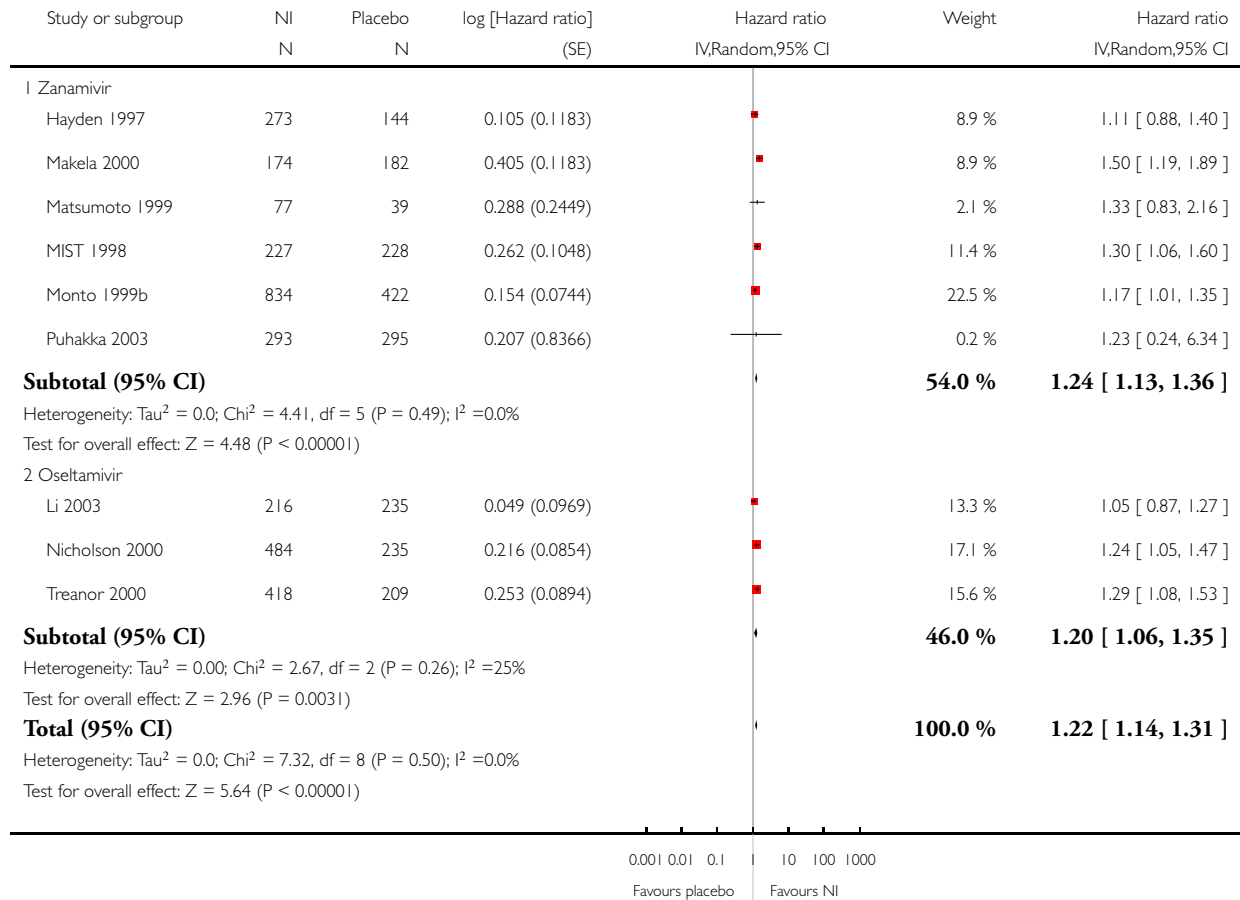 Study or subgroup NI Placebo log [Hazard ratio] Hazard ratio Weight Hazard ratio
N N (SE) IV,Random,95% CI IV,Random,95% CI
1 Zanamivir
Hayden 1997 273 144 0.105 (0.1183) 8.9 % 1.11 [ 0.88, 1.40 ]
Makela 2000 174 182 0.405 (0.1183) 8.9 % 1.50 [ 1.19, 1.89 ]
Matsumoto 1999 77 39 0.288 (0.2449) 2.1 % 1.33 [ 0.83, 2.16 ]
MIST 1998 227 228 0.262 (0.1048) 11.4 % 1.30 [ 1.06, 1.60 ]
Monto 1999b 834 422 0.154 (0.0744) 22.5 % 1.17 [ 1.01, 1.35 ]
Puhakka 2003 293 295 0.207 (0.8366) 0.2 % 1.23 [ 0.24, 6.34 ]
Subtotal (95% CI) 54.0 % 1.24 [ 1.13, 1.36 ]
Heterogeneity: Tau² = 0.0; Chi² = 4.41, df = 5 (P = 0.49); I² =0.0%
Test for overall effect: Z = 4.48 (P < 0.00001)
2 Oseltamivir
Li 2003 216 235 0.049 (0.0969) 13.3 % 1.05 [ 0.87, 1.27 ]
Nicholson 2000 484 235 0.216 (0.0854) 17.1 % 1.24 [ 1.05, 1.47 ]
Treanor 2000 418 209 0.253 (0.0894) 15.6 % 1.29 [ 1.08, 1.53 ]
Subtotal (95% CI) 46.0 % 1.20 [ 1.06, 1.35 ]
Heterogeneity: Tau² = 0.00; Chi² = 2.67, df = 2 (P = 0.26); I² =25%
Test for overall effect: Z = 2.96 (P = 0.0031)
Total (95% CI) 100.0 % 1.22 [ 1.14, 1.31 ]
Heterogeneity: Tau² = 0.0; Chi² = 7.32, df = 8 (P = 0.50); I² =0.0%
Test for overall effect: Z = 5.64 (P < 0.00001)
0.001 0.01 0.1 1 10 100 1000
Favours placebo Favours NI